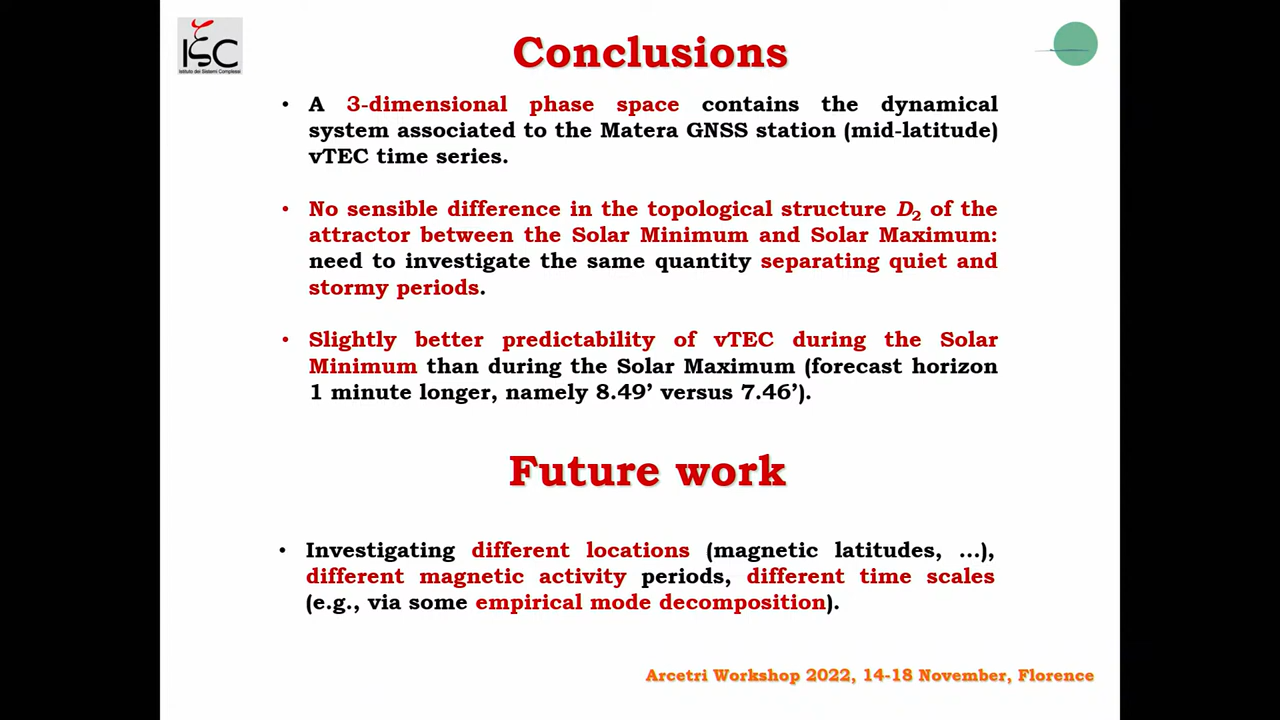 ISC
Istituto dei Sistemi Complessi
Conclusions
• A 3-dimensional phase space contains the dynamical
system associated to the Matera GNSS station (mid-latitude)
vTEC time series.
• No sensible difference in the topological structure D₂ of the
attractor between the Solar Minimum and Solar Maximum:
need to investigate the same quantity separating quiet and
stormy periods.
• Slightly better predictability of vTEC during the Solar
Minimum than during the Solar Maximum (forecast horizon
1 minute longer, namely 8.49’ versus 7.46’).
Future work
• Investigating different locations (magnetic latitudes, ...),
different magnetic activity periods, different time scales
(e.g., via some empirical mode decomposition).
Arcetri Workshop 2022, 14-18 November, Florence